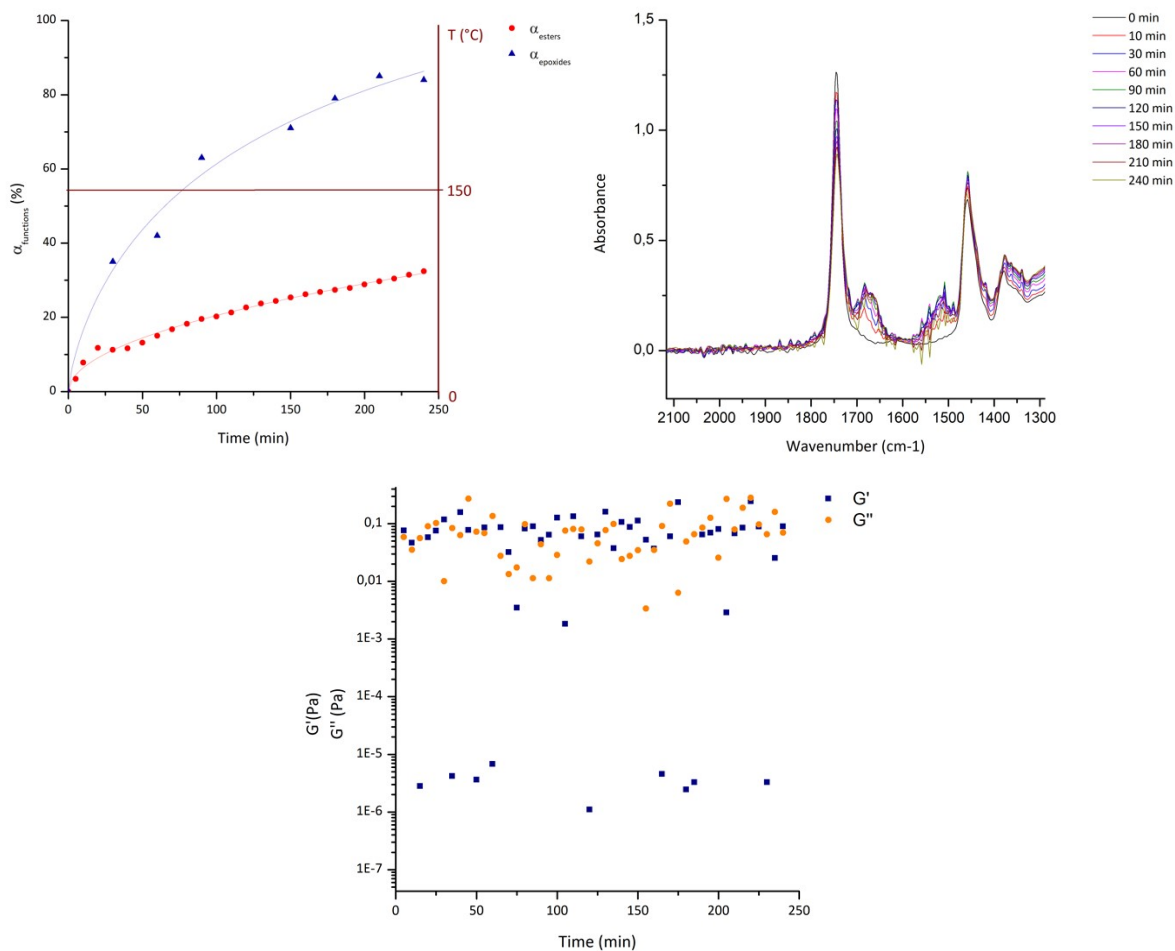 100
80
60
40
20
0
α functions (%)
0 50 100 150 200 250
Time (min)
T (°C)
150
0
α esters
α epoxides
1,5
1,0
0,5
0,0
Absorbance
2100 2000 1900 1800 1700 1600 1500 1400 1300
Wavenumber (cm-1)
0 min
10 min
30 min
60 min
90 min
120 min
150 min
180 min
210 min
240 min
0,1
0,01
1E-3
1E-4
1E-5
1E-6
1E-7
G'(Pa)
G'' (Pa)
0 50 100 150 200 250
Time (min)
G'
G''